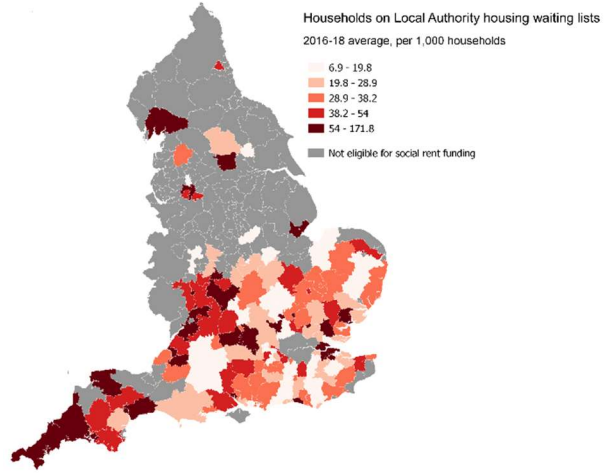 Households on Local Authority housing waiting lists
2016-18 average, per 1,000 households
6.9 - 19.8
19.8 - 28.9
28.9 - 38.2
38.2 - 54
54 - 171.8
Not eligible for social rent funding